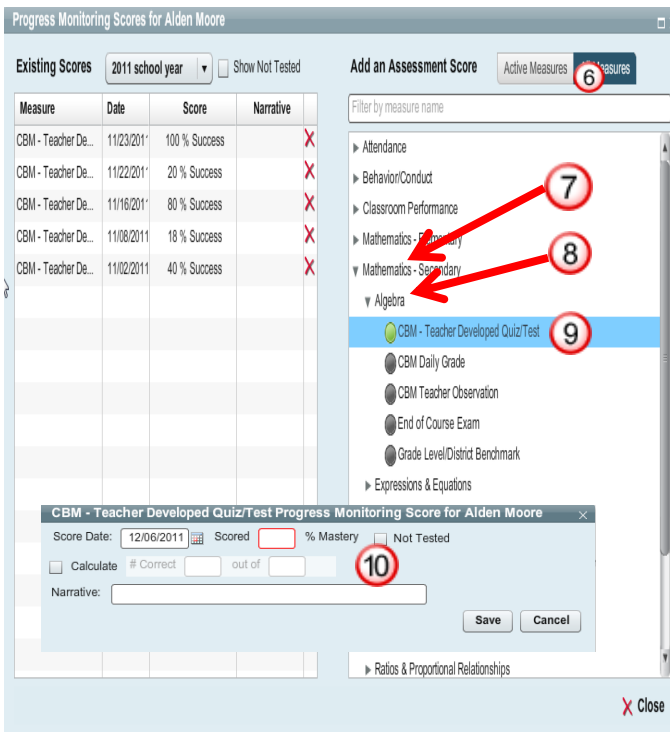 Progress Monitoring Scores for Alden Moore
Existing Scores
2011 school year
Show Not Tested
Measure Date Score Narrative
CBM - Teacher De... 11/23/201 100 % Success
CBM - Teacher De... 11/22/201 20 % Success
CBM - Teacher De... 11/16/201 80 % Success
CBM - Teacher De... 11/08/2011 18 % Success
CBM - Teacher De... 11/02/2011 40 % Success
Add an Assessment Score
Active Measures
6
Filter by measure name
Attendance
Behavior/Conduct
Classroom Performance
7
Mathematics - Elementary
8
Mathematics - Secondary
Algebra
CBM - Teacher Developed Quiz/Test 9
CBM Daily Grade
CBM Teacher Observation
End of Course Exam
Grade Level/District Benchmark
Expressions & Equations
CBM - Teacher Developed Quiz/Test Progress Monitoring Score for Alden Moore
Score Date: 12/06/2011 Scored % Mastery Not Tested
Calculate # Correct out of 10
Narrative:
Save Cancel
Ratios & Proportional Relationships
Close